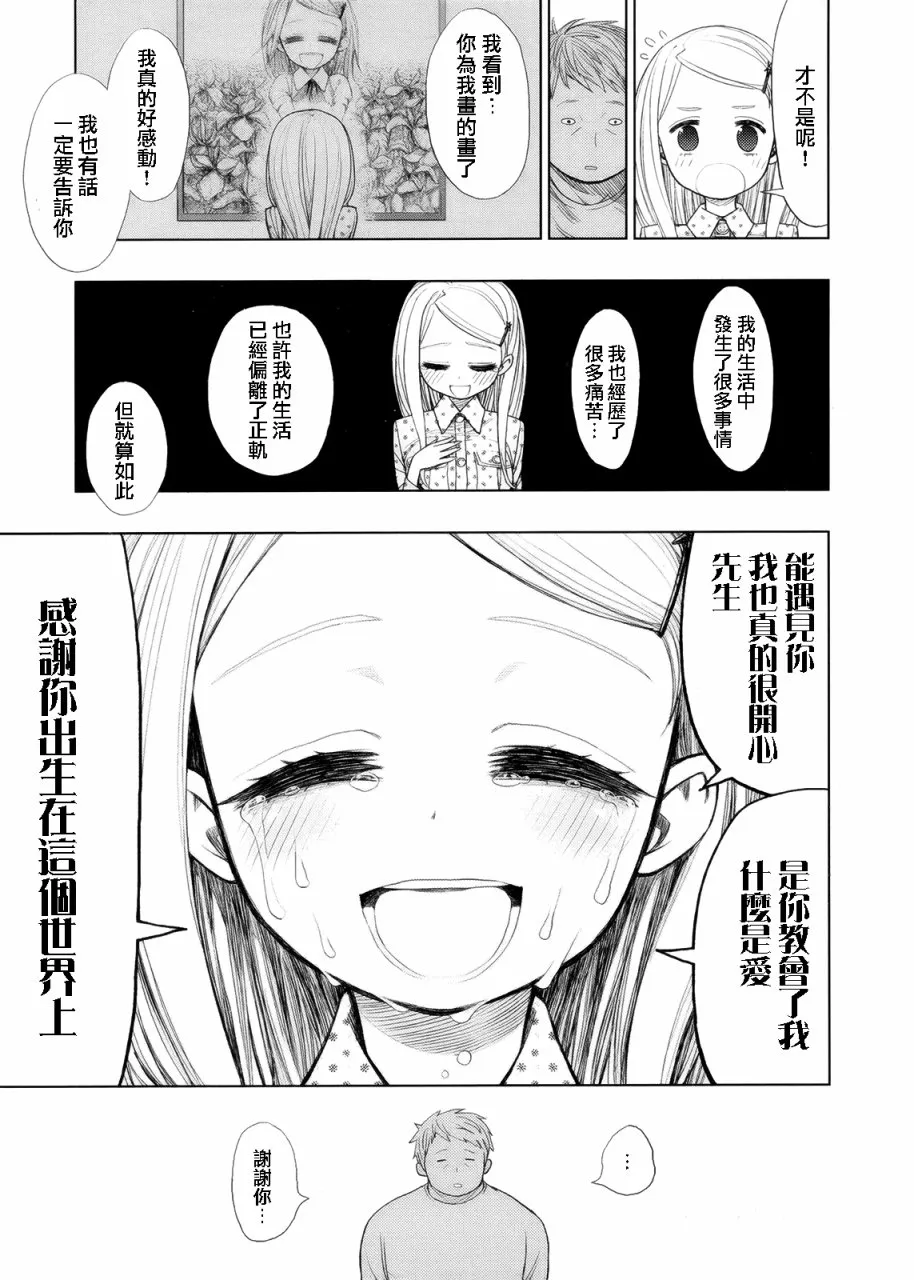 才不是呢！
我看到…
你為我畫的畫了
我真的好感動！
我也有話
一定要告訴你
我的生活中
發生了很多事情
我也經歷了
很多痛苦…
也許我的生活
已經偏離了正軌
但就算如此
能遇見你
我也真的很開心
先生
是你教會了我
什麼是愛
感謝你出生在這個世界上
…
謝謝你…